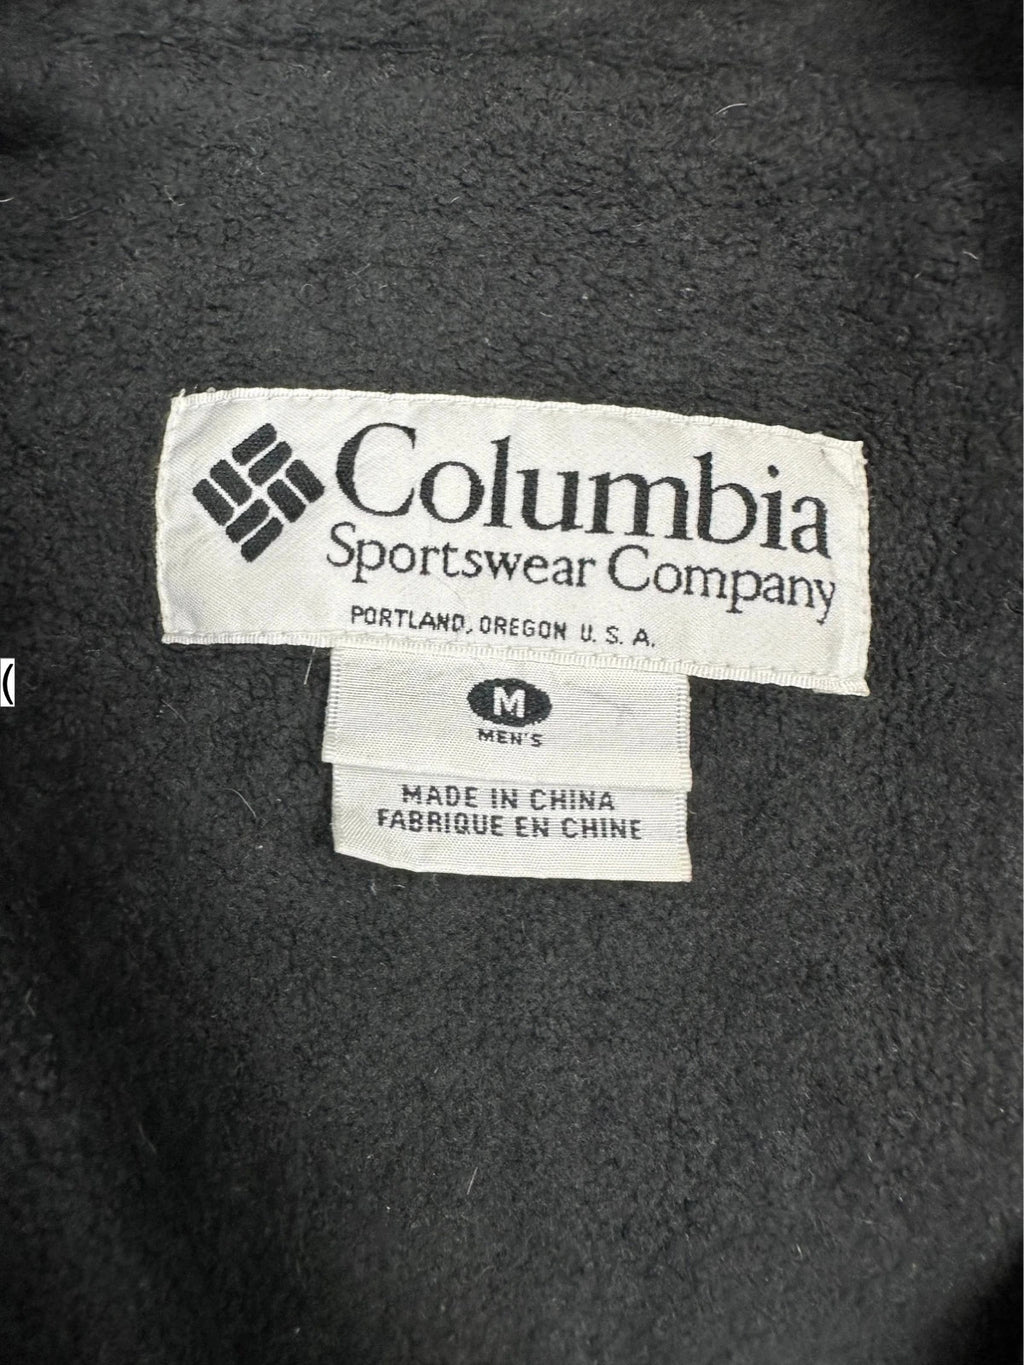 Columbia
Sportswear Company
PORTLAND, OREGON U. S. A.
(
M
MEN'S
MADE IN CHINA
FABRIQUE EN CHINE